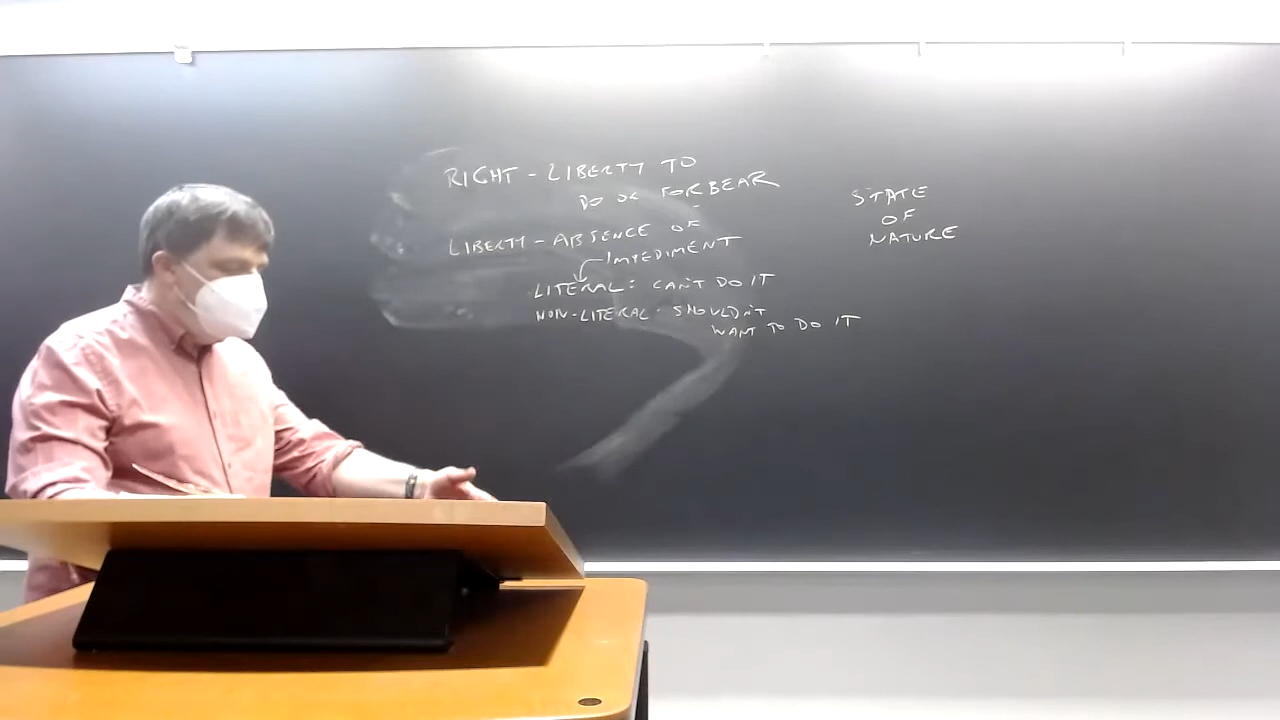 RIGHT - LIBERTY TO
DO OR FORBEAR
LIBERTY - ABSENCE OF
IMPEDIMENT
LITERAL: CAN'T DO IT
NON-LITERAL: SHOULDN'T
WANT TO DO IT
STATE
OF
NATURE